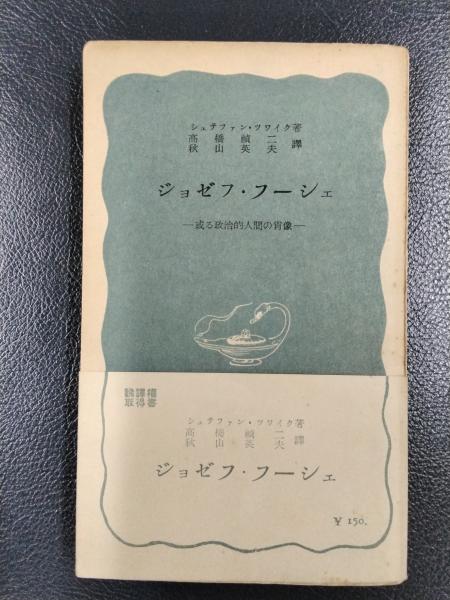 シュテファン・ツワイク著
高橋禎二
秋山英夫 譯
ジョゼフ・フーシェ
—或る政治的人間の肖像—
飜譯權
取得書
シュテファン・ツワイク著
高橋禎二
秋山英夫 譯
ジョゼフ・フーシェ
¥ 150.